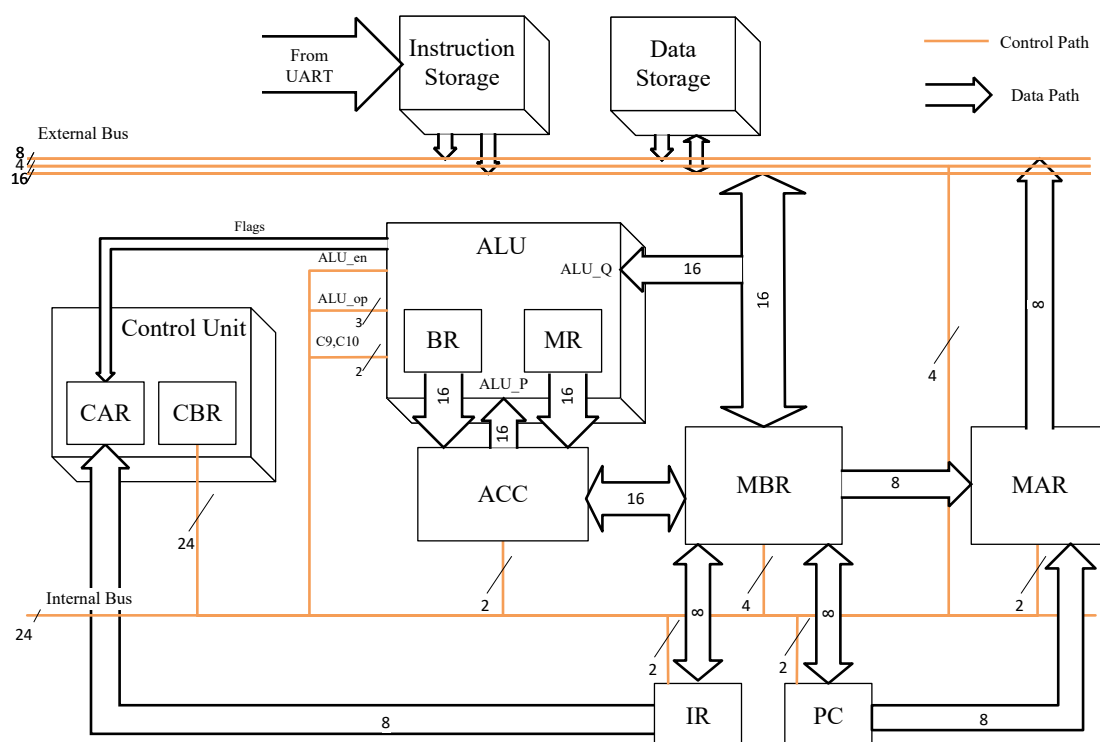 From
UART
Instruction
Storage
Data
Storage
Control Path
Data Path
External Bus
8
4
16
Flags
ALU
ALU_en
ALU_Q
16
16
8
ALU_op
3
Control Unit
BR
MR
C9,C10
2
4
16
ALU_P
16
16
CAR
CBR
ACC
16
MBR
8
MAR
24
2
4
2
Internal Bus
24
8
8
2
2
8
IR
PC
8